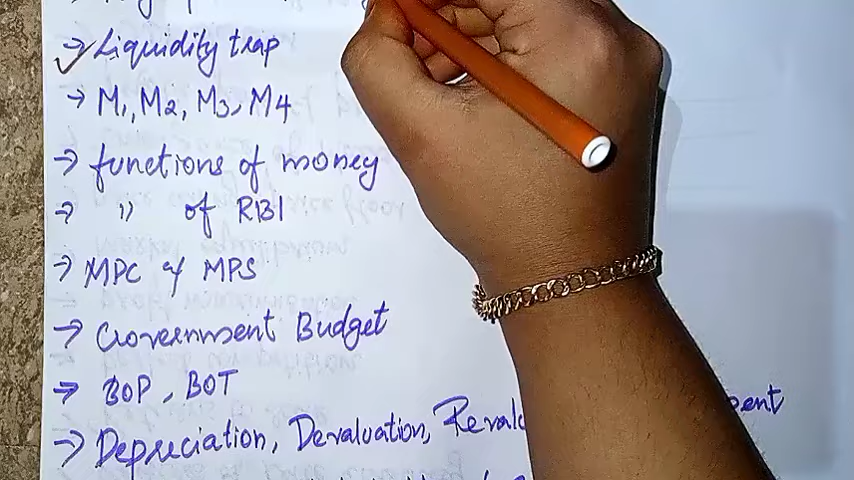 → Liquidity trap
→ M1, M2, M3, M4
→ functions of money
→ " of RBI
→ MPC & MPS
→ Government Budget
→ BOP, BOT
→ Depreciation, Devaluation,